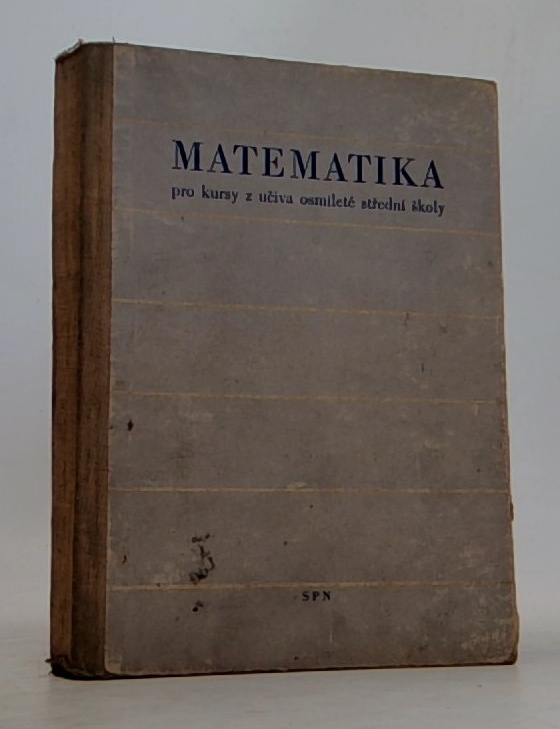 MATEMATIKA
pro kursy z učiva osmileté střední školy
SPN